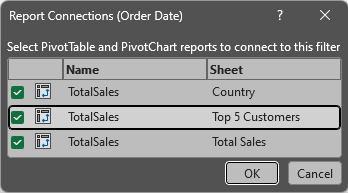 Report Connections (Order Date)
?
Select PivotTable and PivotChart reports to connect to this filter
Name Sheet
TotalSales Country
TotalSales Top 5 Customers
TotalSales Total Sales
OK Cancel